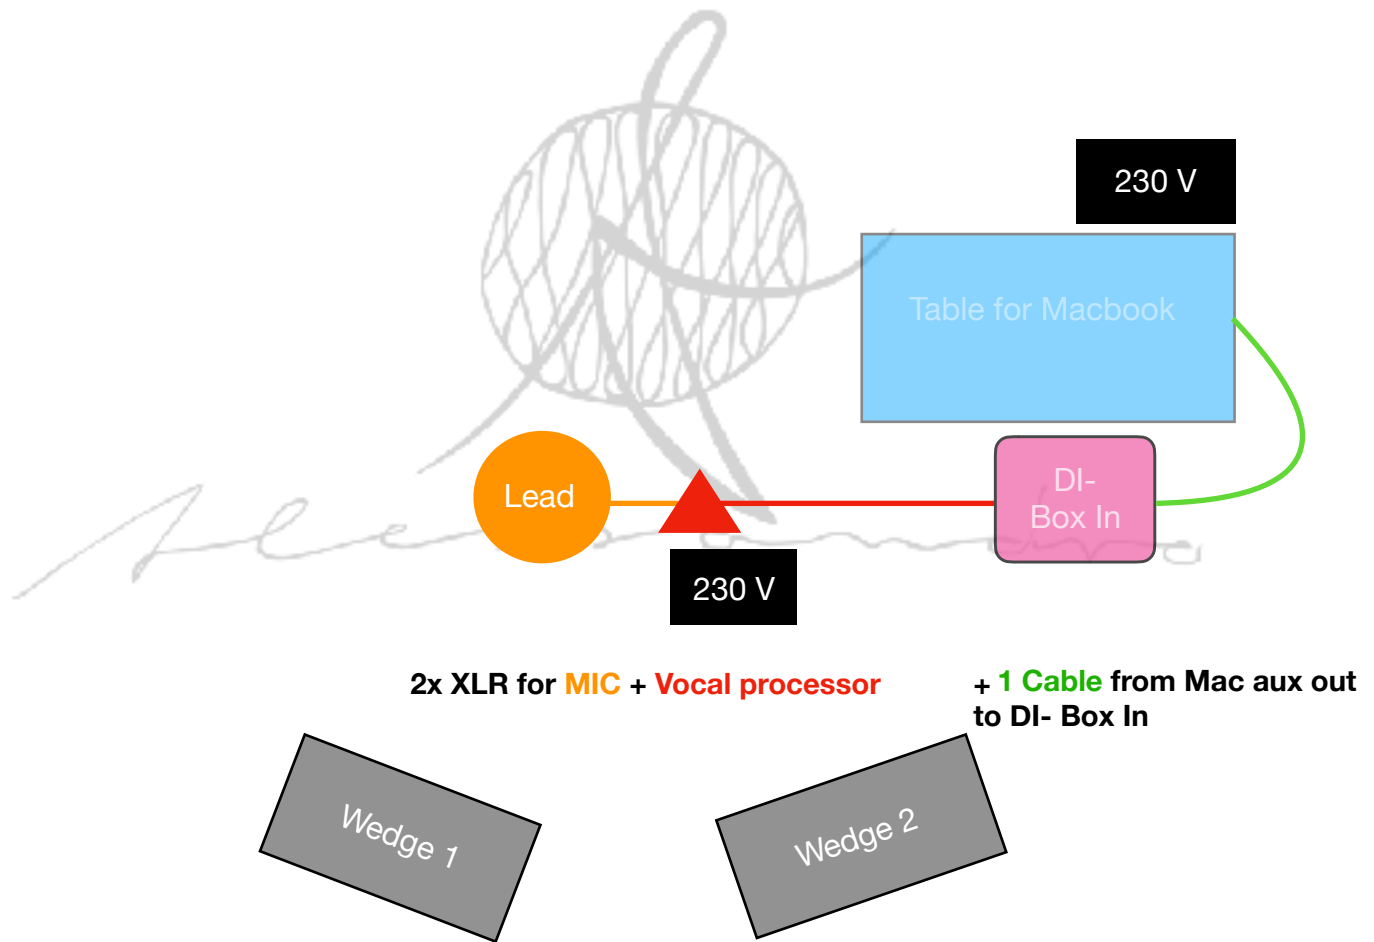 230 V
Table for Macbook
Lead
DI-
Box In
230 V
2x XLR for MIC + Vocal processor
+ 1 Cable from Mac aux out
to DI- Box In
Wedge 1
Wedge 2